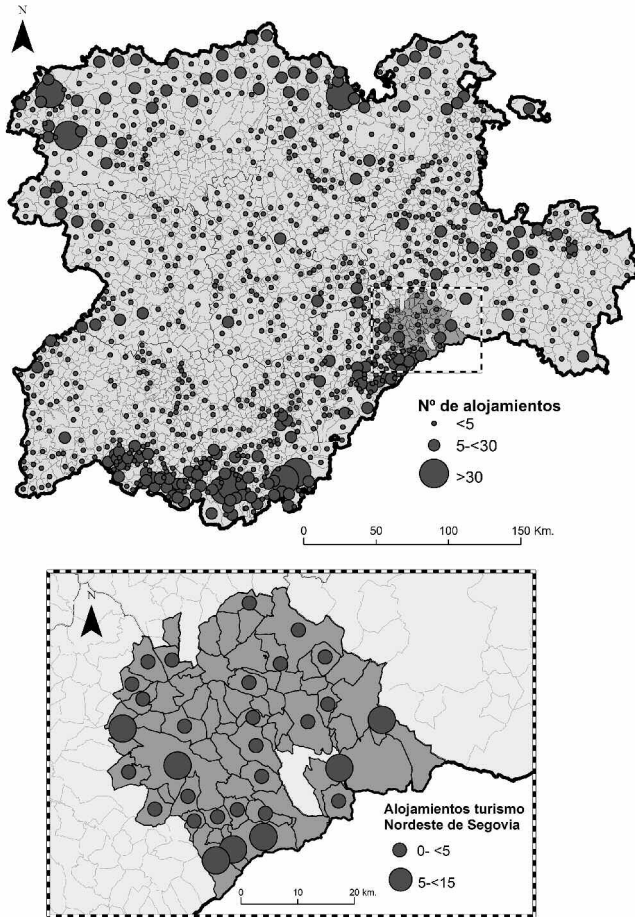 N
Nº de alojamientos
<5
5-<30
>30
0 50 100 150 Km.
N
Alojamientos turismo
Nordeste de Segovia
0- <5
5-<15
0 10 20 km.